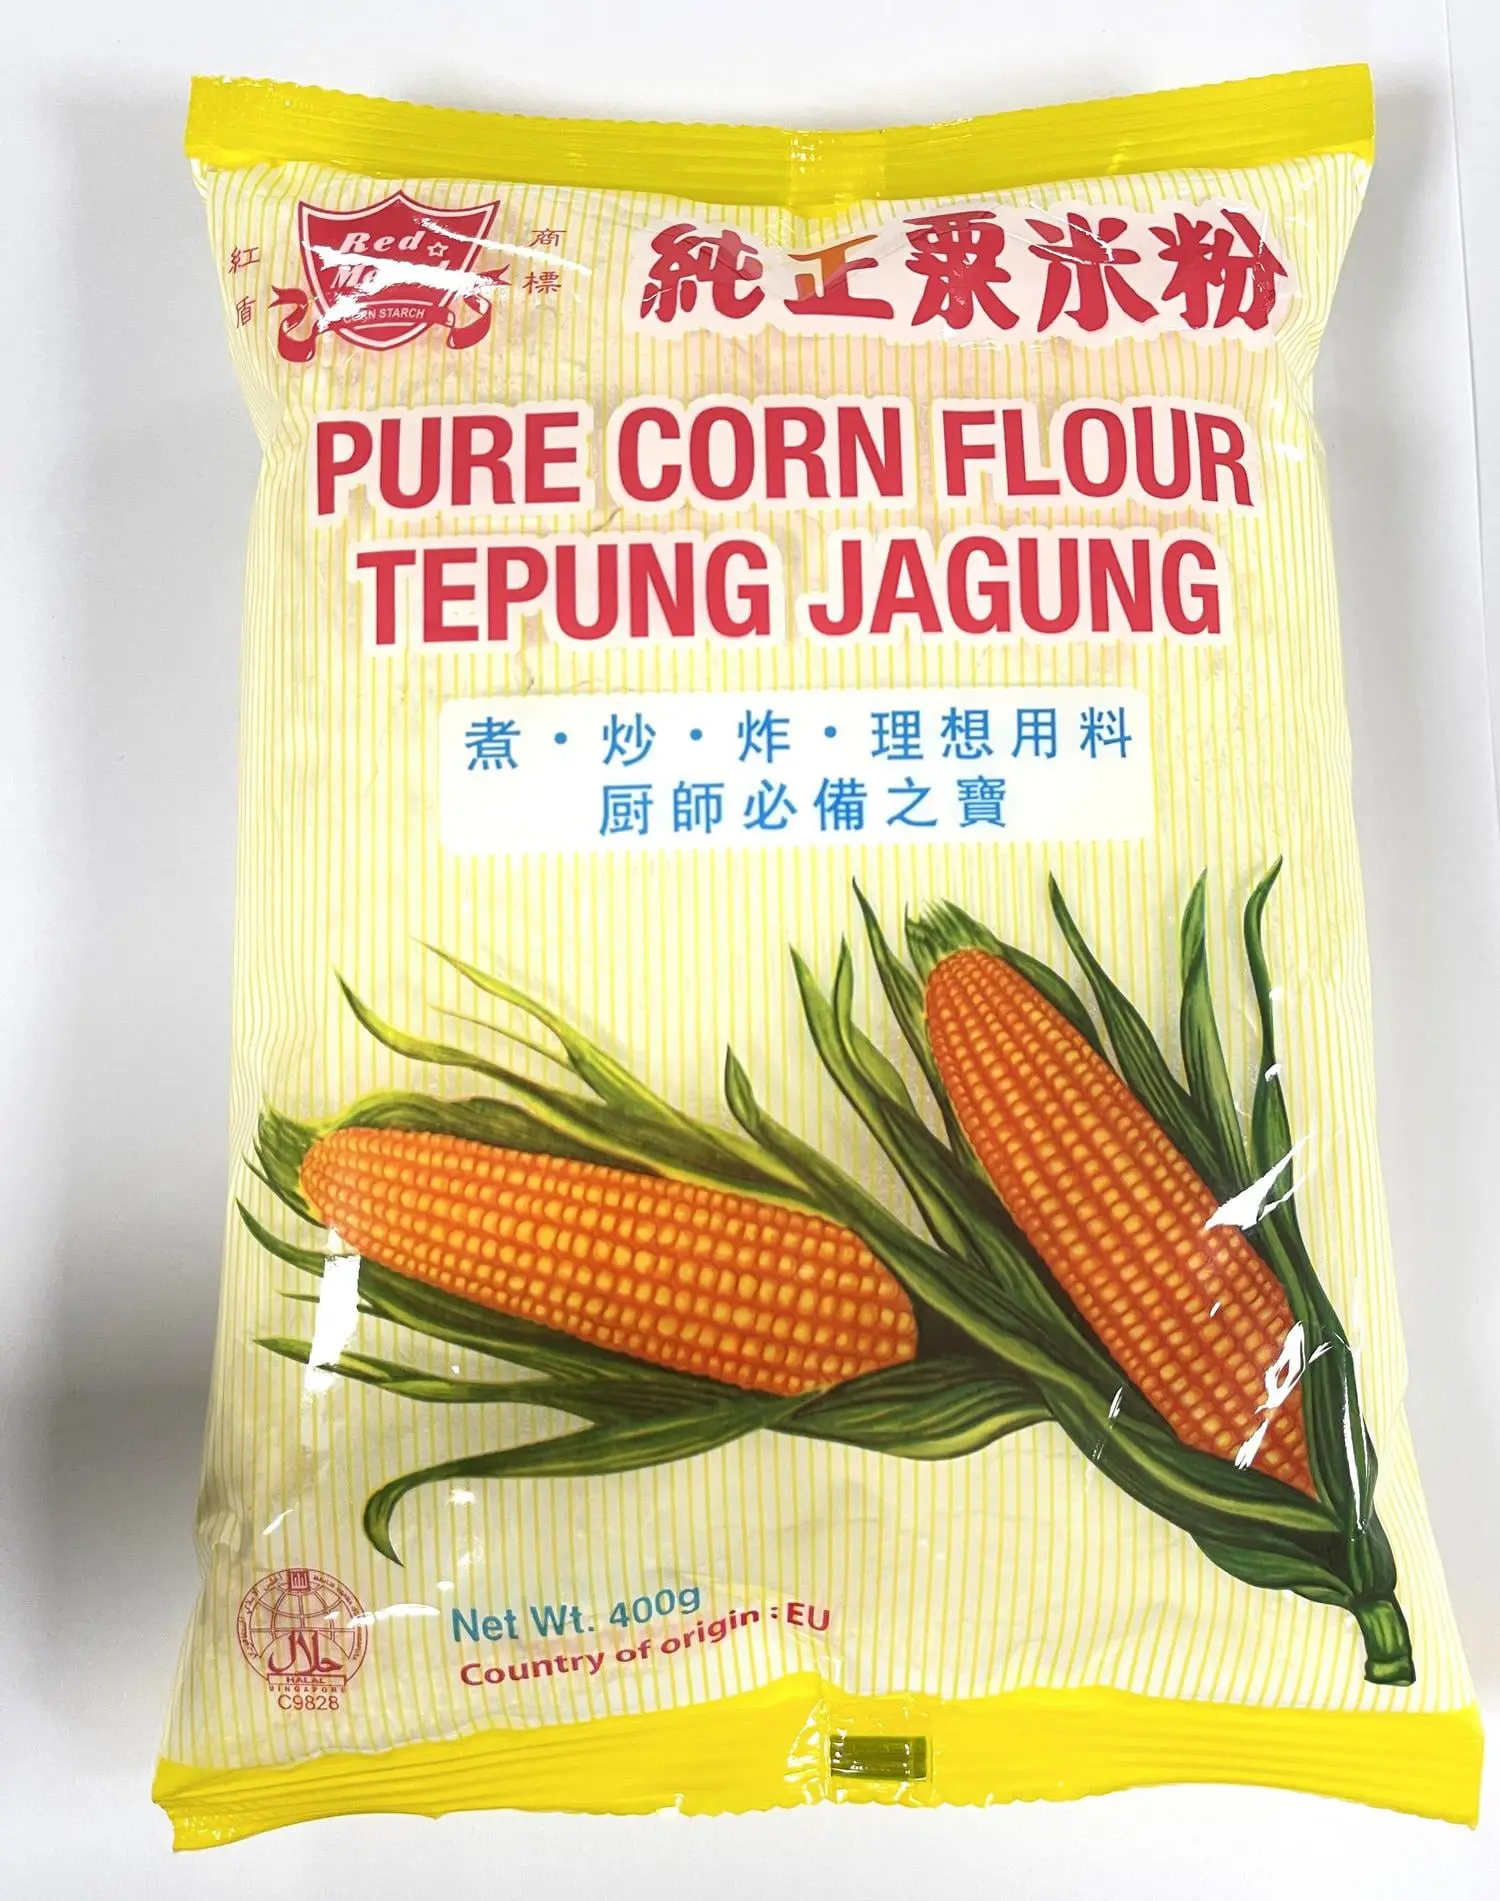 紅盾
Red
CORN STARCH
商標
純正粟米粉
PURE CORN FLOUR
TEPUNG JAGUNG
煮·炒·炸·理想用料
厨師必備之寶
Net Wt. 400g
Country of origin : EU
حلال
HALAL
SINGAPORE
C9828